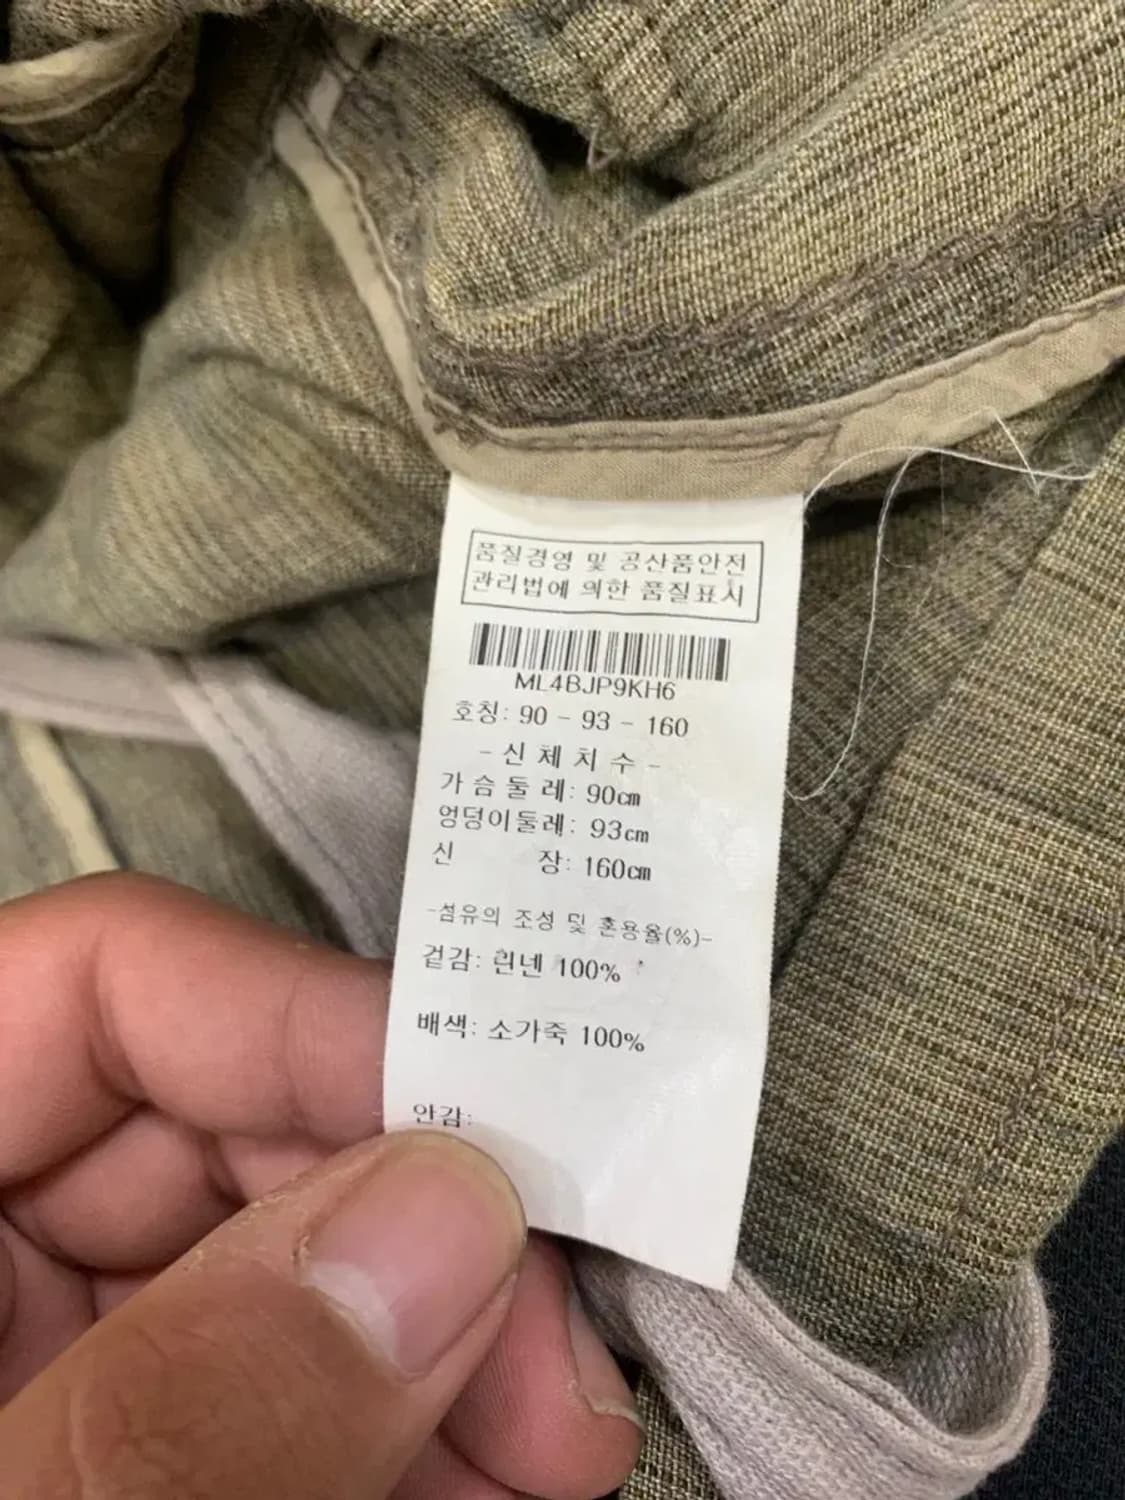 품질경영 및 공산품안전
관리법에 의한 품질표시
ML4BJP9KH6
호칭: 90 - 93 - 160
- 신 체 치 수 -
가 슴 둘 레: 90㎝
엉덩이둘레: 93㎝
신 장: 160㎝
-섬유의 조성 및 혼용율(%)-
겉감: 린넨 100%
배색: 소가죽 100%
안감: